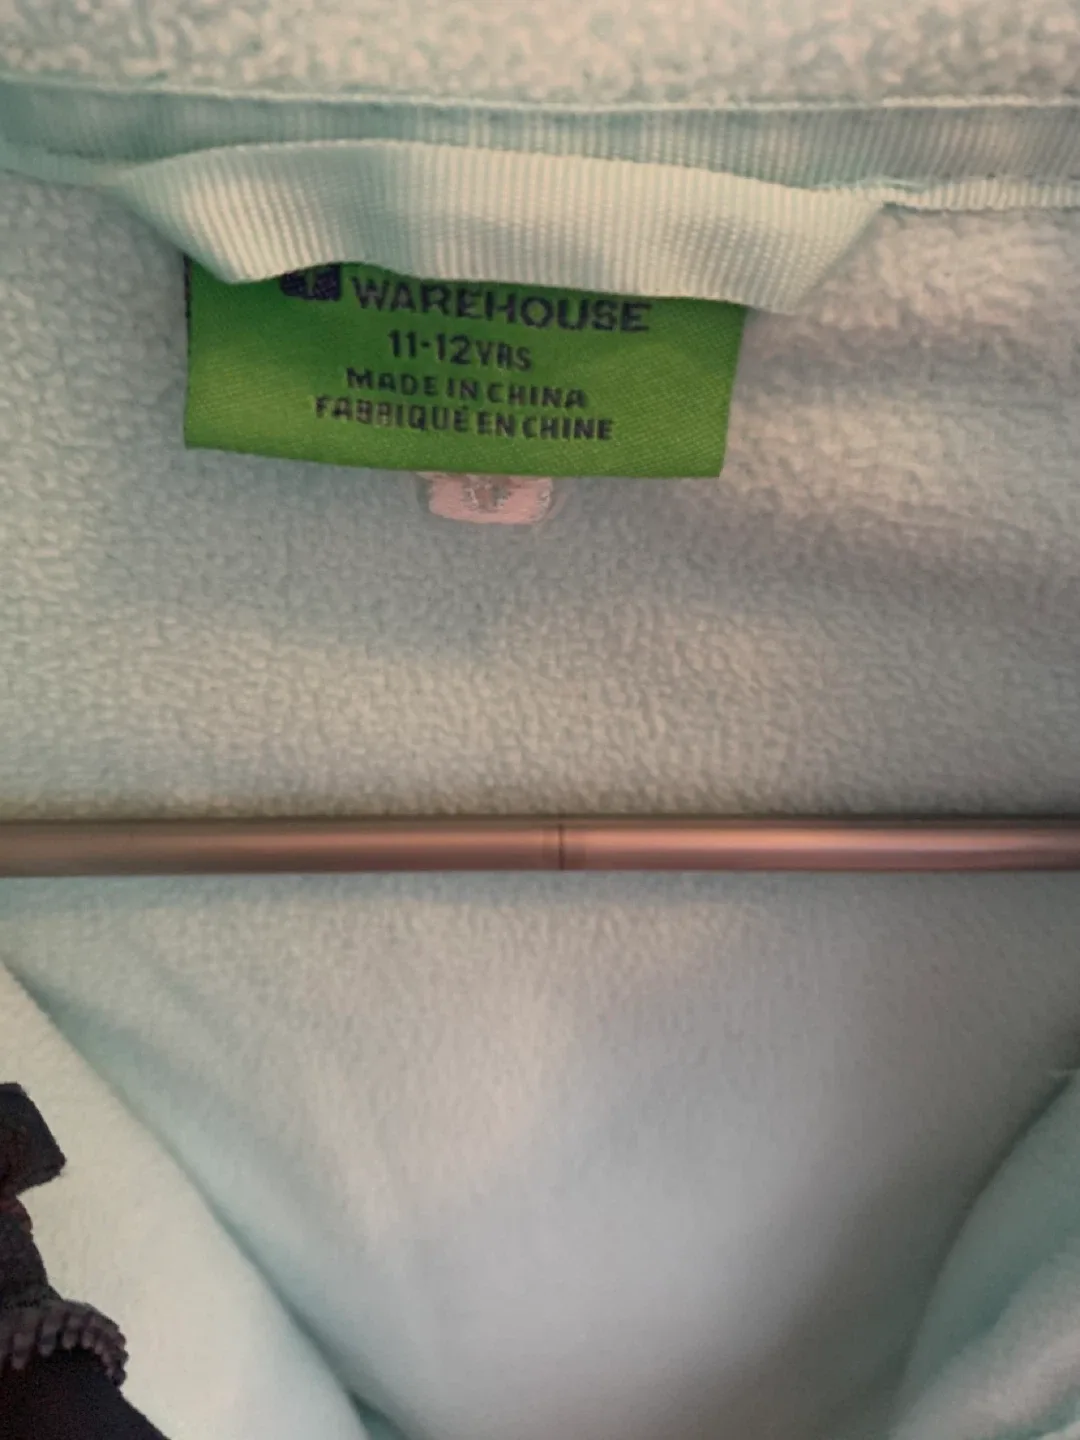 WAREHOUSE
11-12YRS
MADE IN CHINA
FABRIQUÉ EN CHINE